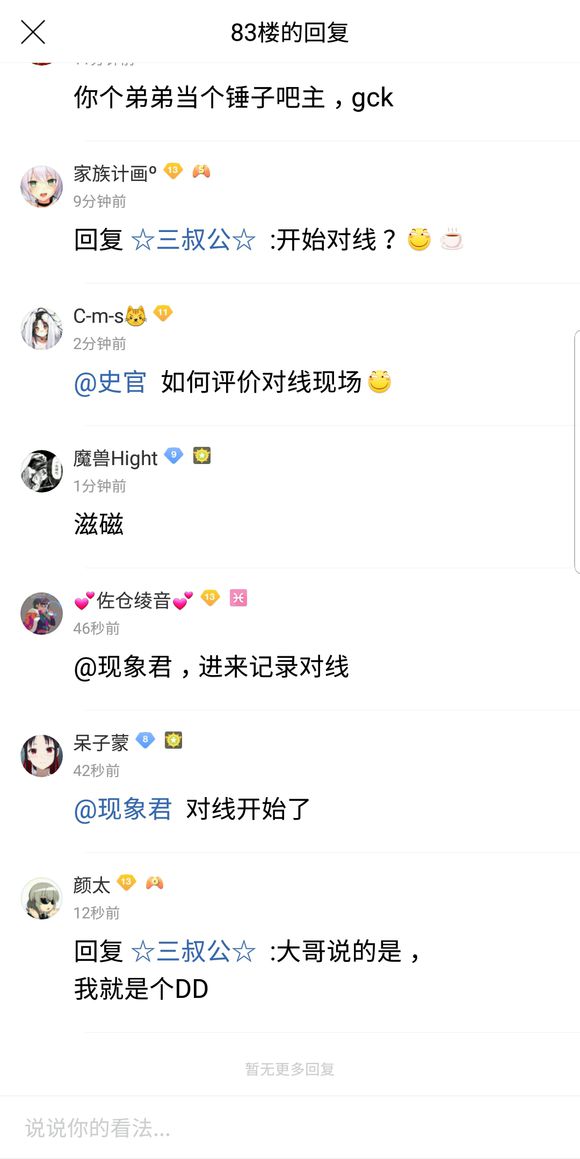 83楼的回复
你个弟弟当个锤子吧主，gck
家族计画º 13 5
9分钟前
回复 ☆三叔公☆ :开始对线？
C-m-s 11
2分钟前
@史官 如何评价对线现场
魔兽Hight 9
1分钟前
滋磁
佐仓绫音 13
46秒前
@现象君，进来记录对线
呆子蒙 8
42秒前
@现象君 对线开始了
颜太 13
12秒前
回复 ☆三叔公☆ :大哥说的是，
我就是个DD
暂无更多回复
说说你的看法...